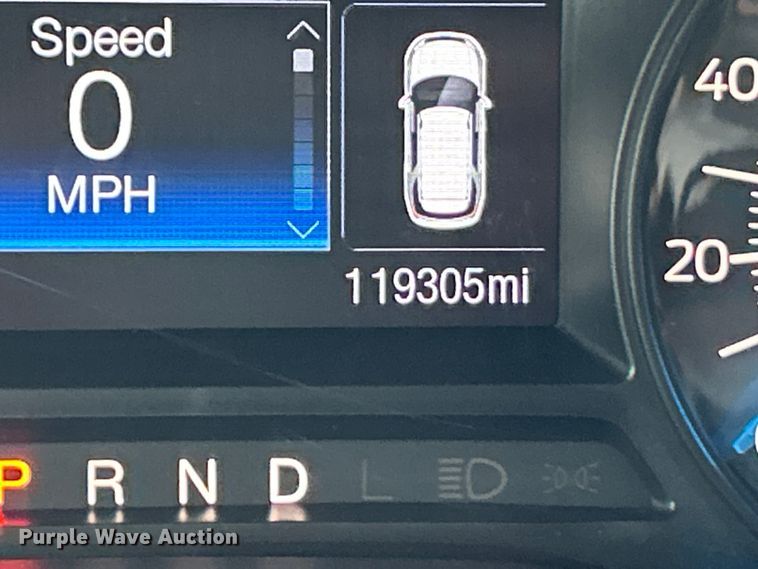 Speed
0
MPH
119305mi
40
20
P R N D L
Purple Wave Auction